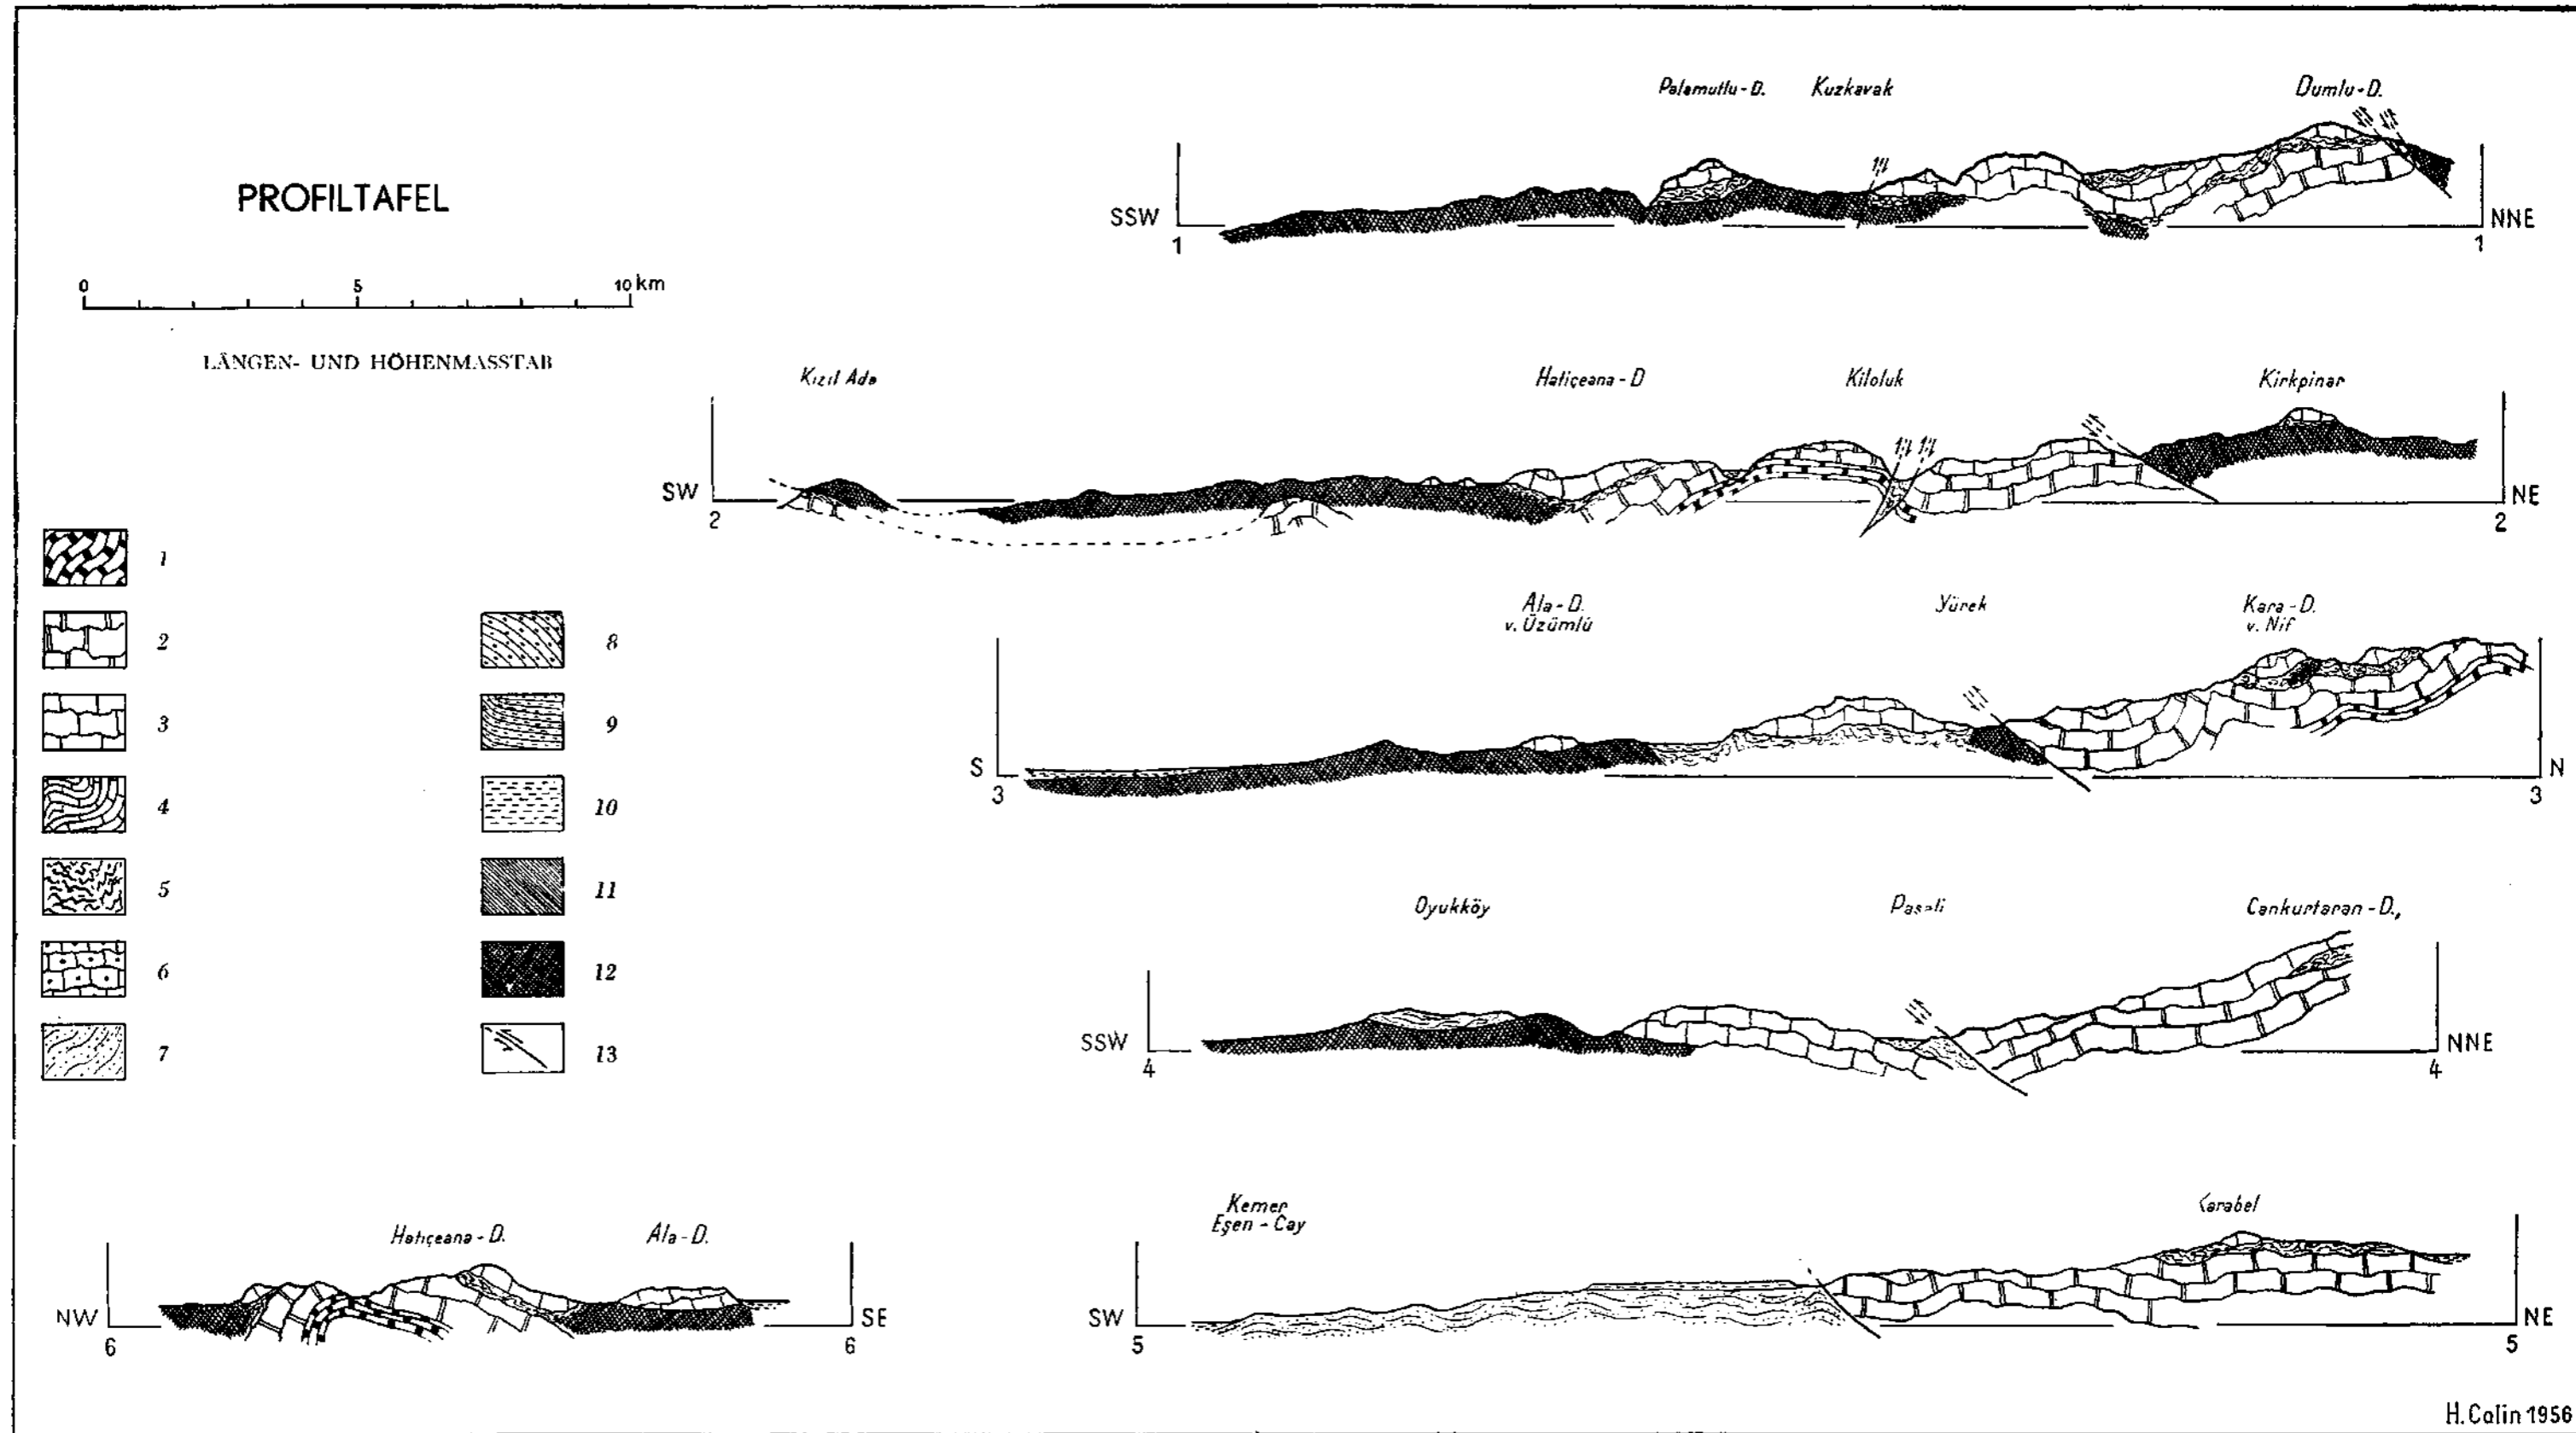 PROFILTAFEL
0 5 10 km
LÄNGEN- UND HÖHENMASSTAB
1
2
3
4
5
6
7
8
9
10
11
12
13
Palamutlu-D. Kuzkavak Dumlu-D.
SSW NNE
1 1
Kızıl Ada Hatiçeana-D Kiloluk Kirkpinar
SW NE
2 2
Ala-D.
v. Üzümlü
Yürek
Kara-D.
v. Nif
S N
3 3
Oyukköy Cankurtaran-D.,
SSW NNE
4 4
Hatıçeana-D. Ala-D.
NW SE
6 6
Kemer
Eşen-Cay
SW NE
5 5
H. Colin 1956